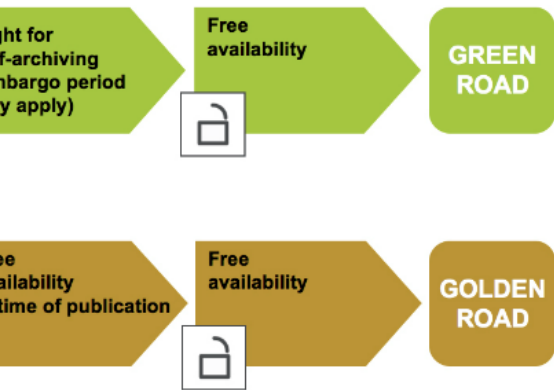 ght for
f-archiving
nbargo period
y apply)
Free
availability
GREEN
ROAD
ee
ailability
time of publication
Free
availability
GOLDEN
ROAD